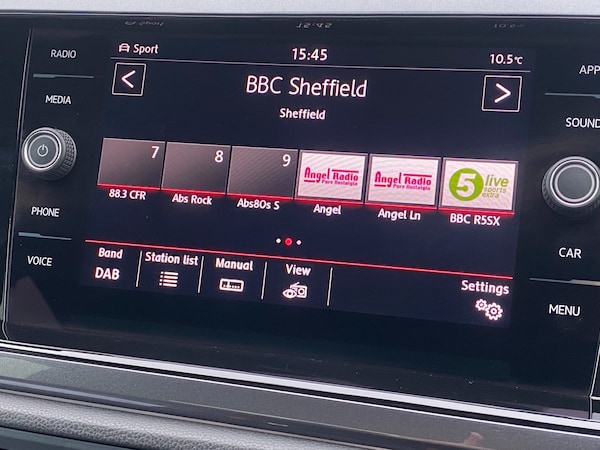 RADIO
MEDIA
PHONE
VOICE
Sport
15:45
10.5°C
BBC Sheffield
Sheffield
7
8
9
Angel Radio
Pure Nostalgia
Angel Radio
Pure Nostalgia
5 live
sports
extra
88.3 CFR
Abs Rock
Abs80s S
Angel
Angel Ln
BBC R5SX
Band
DAB
Station list
Manual
View
Settings
APP
SOUND
CAR
MENU